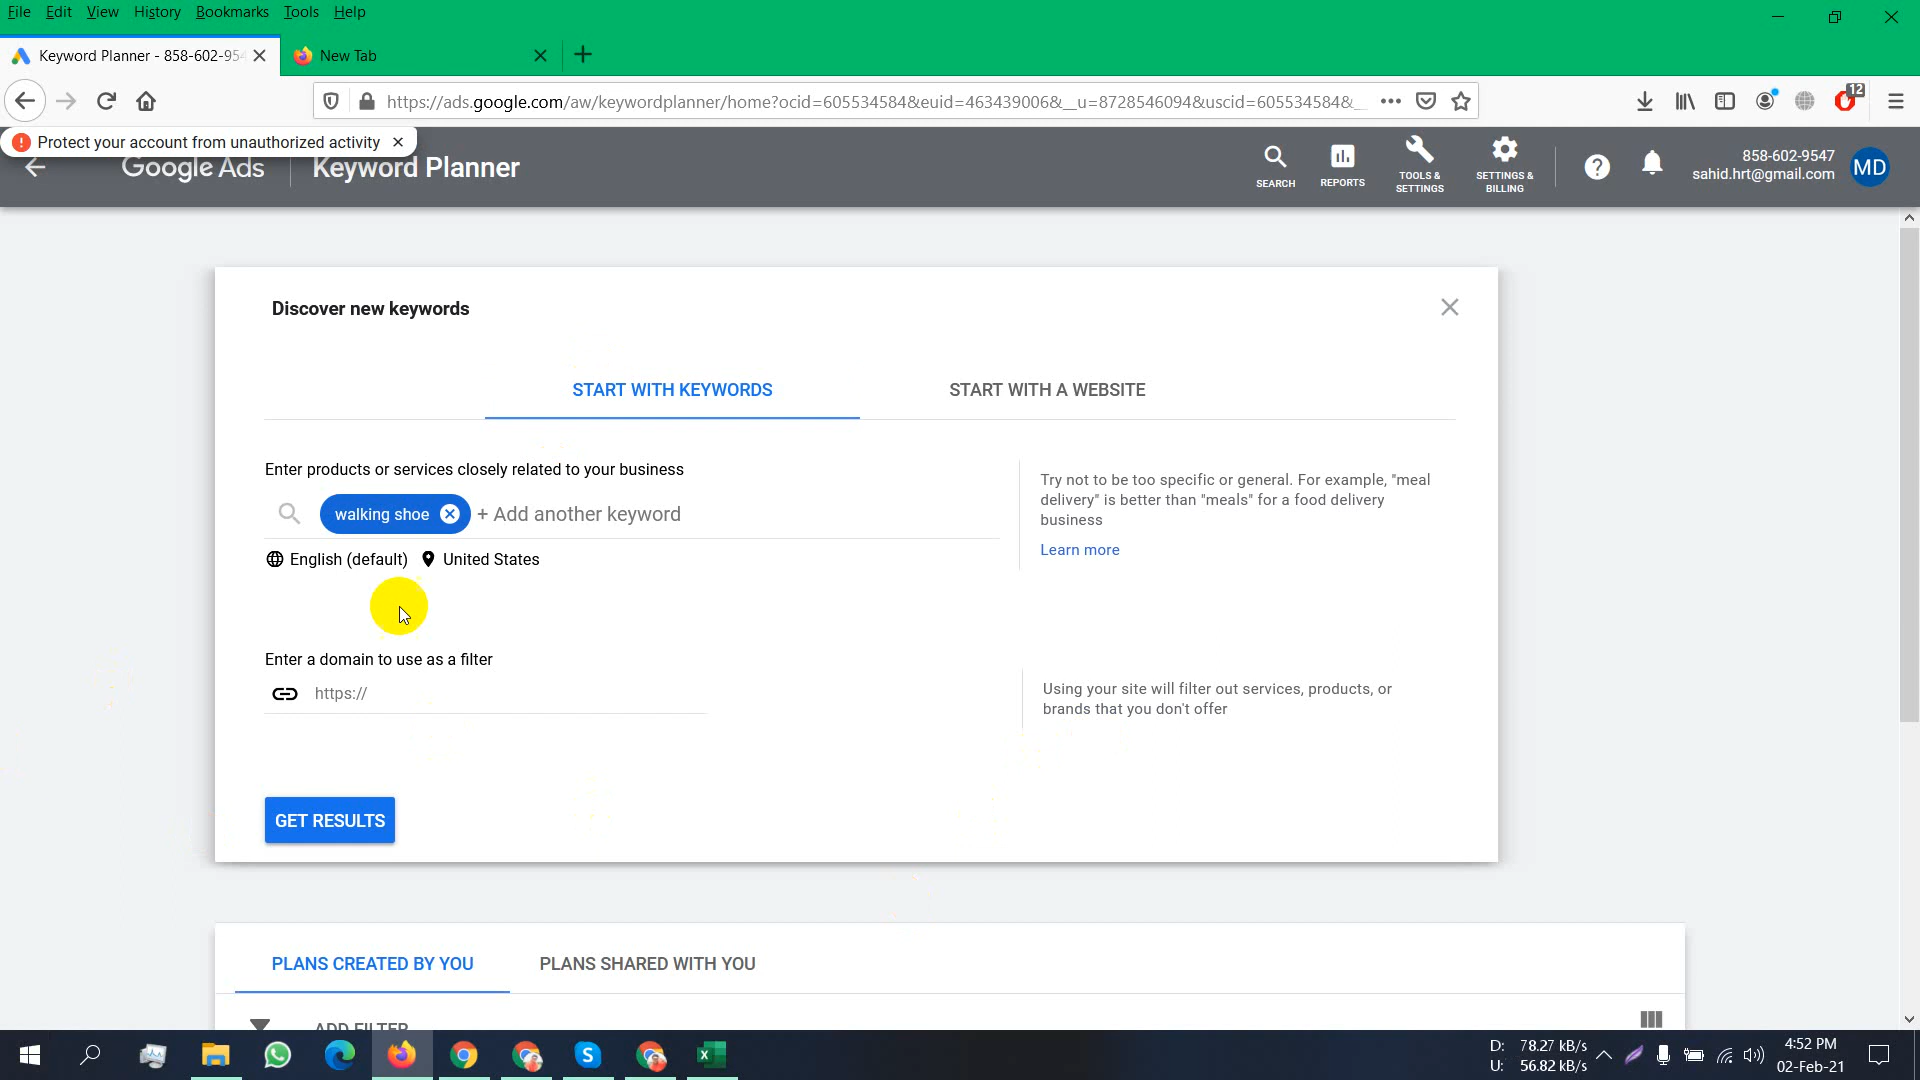 File Edit View History Bookmarks Tools Help
Keyword Planner - 858-602-954
New Tab
https://ads.google.com/aw/keywordplanner/home?ocid=605534584&euid=463439006&__u=8728546094&uscid=605534584&_
12
Protect your account from unauthorized activity
Google Ads
Keyword Planner
SEARCH
REPORTS
TOOLS &
SETTINGS
SETTINGS &
BILLING
858-602-9547
sahid.hrt@gmail.com
MD
Discover new keywords
START WITH KEYWORDS
START WITH A WEBSITE
Enter products or services closely related to your business
walking shoe
+ Add another keyword
English (default)
United States
Try not to be too specific or general. For example, "meal
delivery" is better than "meals" for a food delivery
business
Learn more
Enter a domain to use as a filter
https://
Using your site will filter out services, products, or
brands that you don't offer
GET RESULTS
PLANS CREATED BY YOU
PLANS SHARED WITH YOU
ADD FILTER
D: 78.27 kB/s
U: 56.82 kB/s
4:52 PM
02-Feb-21